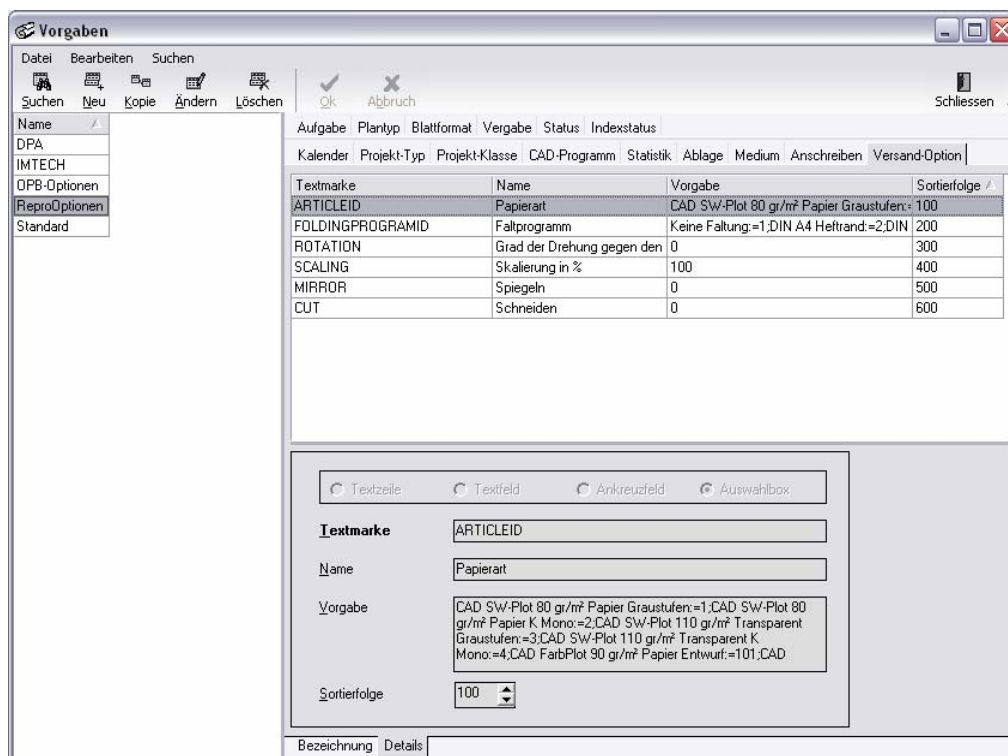 Vorgaben
Datei Bearbeiten Suchen
Suchen Neu Kopie Ändern Löschen Ok Abbruch Schliessen
Name
DPA
IMTECH
OPB-Optionen
ReproOptionen
Standard
Aufgabe Plantyp Blattformat Vergabe Status Indexstatus
Kalender Projekt-Typ Projekt-Klasse CAD-Programm Statistik Ablage Medium Anschreiben Versand-Option
Textmarke Name Vorgabe Sortierfolge
ARTICLEID Papierart CAD SW-Plot 80 gr/m² Papier Graustufen:= 100
FOLDINGPROGRAMID Faltprogramm Keine Faltung:=1;DIN A4 Heftrand:=2;DIN 200
ROTATION Grad der Drehung gegen den 0 300
SCALING Skalierung in % 100 400
MIRROR Spiegeln 0 500
CUT Schneiden 0 600
Textzeile Textfeld Ankreuzfeld Auswahlbox
Textmarke ARTICLEID
Name Papierart
Vorgabe CAD SW-Plot 80 gr/m² Papier Graustufen:=1;CAD SW-Plot 80
gr/m² Papier K Mono:=2;CAD SW-Plot 110 gr/m² Transparent
Graustufen:=3;CAD SW-Plot 110 gr/m² Transparent K
Mono:=4;CAD FarbPlot 90 gr/m² Papier Entwurf:=101;CAD
Sortierfolge 100
Bezeichnung Details